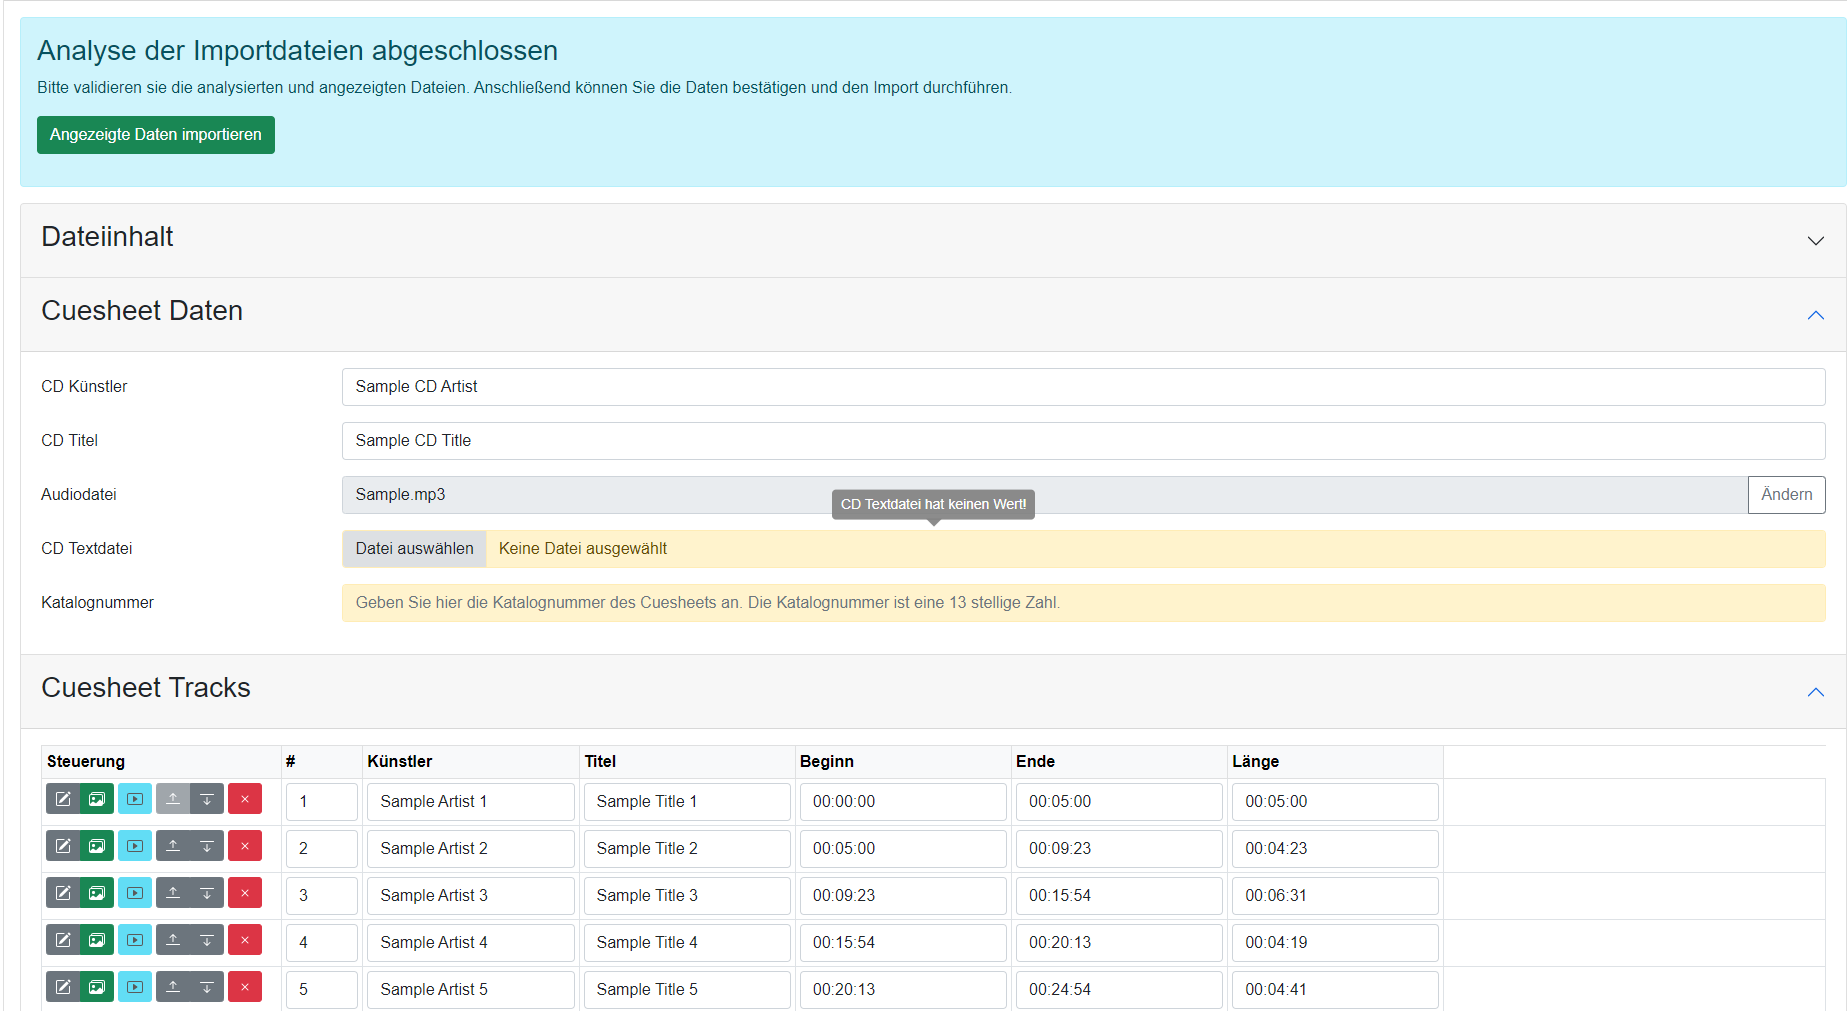 Analyse der Importdateien abgeschlossen
Bitte validieren sie die analysierten und angezeigten Dateien. Anschließend können Sie die Daten bestätigen und den Import durchführen.
Angezeigte Daten importieren
Dateiinhalt
Cuesheet Daten
CD Künstler Sample CD Artist
CD Titel Sample CD Title
Audiodatei Sample.mp3 Ändern
CD Textdatei hat keinen Wert!
CD Textdatei Datei auswählen Keine Datei ausgewählt
Katalognummer Geben Sie hier die Katalognummer des Cuesheets an. Die Katalognummer ist eine 13 stellige Zahl.
Cuesheet Tracks
Steuerung # Künstler Titel Beginn Ende Länge
1 Sample Artist 1 Sample Title 1 00:00:00 00:05:00 00:05:00
2 Sample Artist 2 Sample Title 2 00:05:00 00:09:23 00:04:23
3 Sample Artist 3 Sample Title 3 00:09:23 00:15:54 00:06:31
4 Sample Artist 4 Sample Title 4 00:15:54 00:20:13 00:04:19
5 Sample Artist 5 Sample Title 5 00:20:13 00:24:54 00:04:41